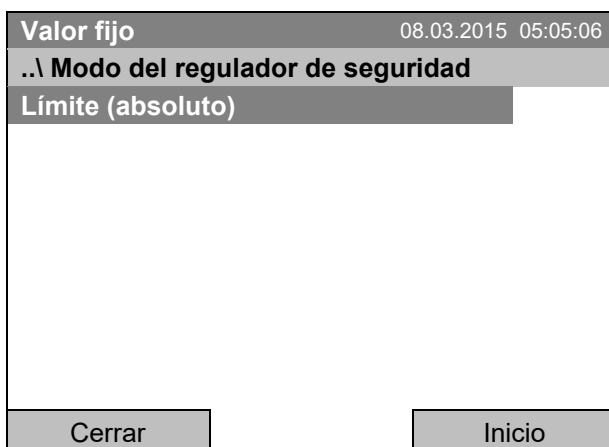 Valor fijo 08.03.2015 05:05:06
..\ Modo del regulador de seguridad
Límite (absoluto)
Cerrar Inicio